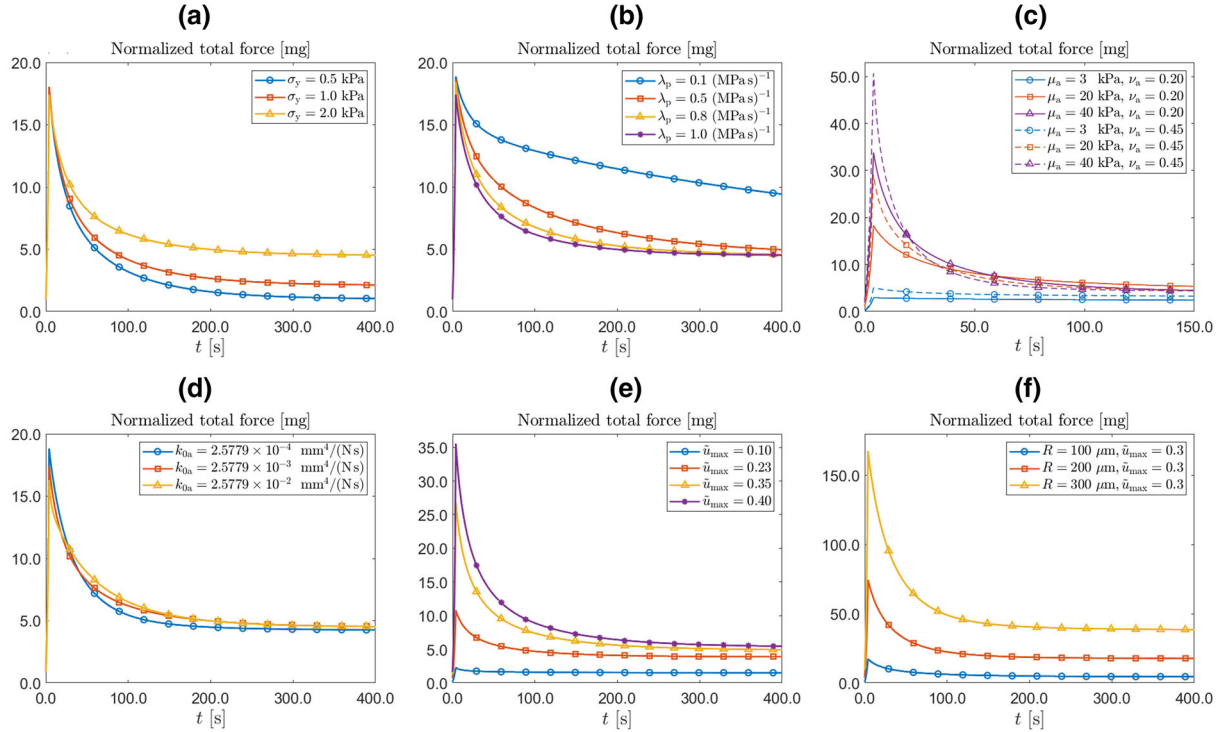 (a)
Normalized total force [mg]
σy = 0.5 kPa
σy = 1.0 kPa
σy = 2.0 kPa
20.0
15.0
10.0
5.0
0.0
0.0 100.0 200.0 300.0 400.0
t [s]
(b)
Normalized total force [mg]
λp = 0.1 (MPa s)⁻¹
λp = 0.5 (MPa s)⁻¹
λp = 0.8 (MPa s)⁻¹
λp = 1.0 (MPa s)⁻¹
20.0
15.0
10.0
5.0
0.0
0.0 100.0 200.0 300.0 400.0
t [s]
(c)
Normalized total force [mg]
μa = 3 kPa, νa = 0.20
μa = 20 kPa, νa = 0.20
μa = 40 kPa, νa = 0.20
μa = 3 kPa, νa = 0.45
μa = 20 kPa, νa = 0.45
μa = 40 kPa, νa = 0.45
50.0
40.0
30.0
20.0
10.0
0.0
0.0 50.0 100.0 150.0
t [s]
(d)
Normalized total force [mg]
k0a = 2.5779 × 10⁻⁴ mm⁴/(N s)
k0a = 2.5779 × 10⁻³ mm⁴/(N s)
k0a = 2.5779 × 10⁻² mm⁴/(N s)
20.0
15.0
10.0
5.0
0.0
0.0 100.0 200.0 300.0 400.0
t [s]
(e)
Normalized total force [mg]
ũmax = 0.10
ũmax = 0.23
ũmax = 0.35
ũmax = 0.40
35.0
30.0
25.0
20.0
15.0
10.0
5.0
0.0
0.0 100.0 200.0 300.0 400.0
t [s]
(f)
Normalized total force [mg]
R = 100 μm, ũmax = 0.3
R = 200 μm, ũmax = 0.3
R = 300 μm, ũmax = 0.3
150.0
100.0
50.0
0.0
0.0 100.0 200.0 300.0 400.0
t [s]